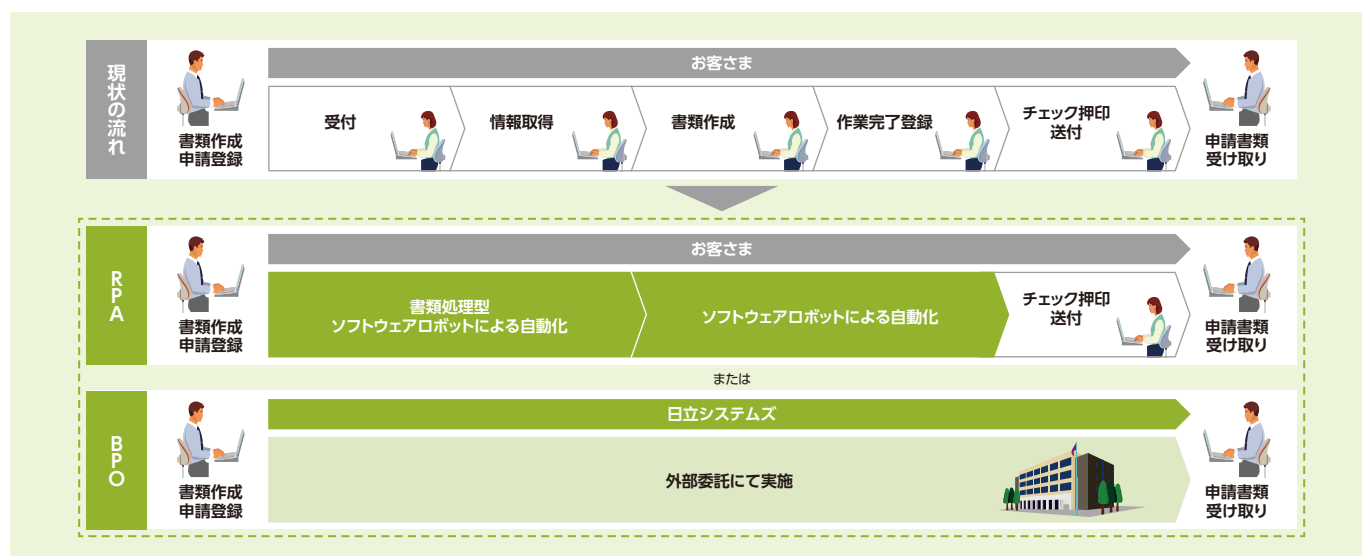 現状の流れ
書類作成
申請登録
お客さま
受付
情報取得
書類作成
作業完了登録
チェック押印
送付
申請書類
受け取り
RPA
書類作成
申請登録
お客さま
書類処理型
ソフトウェアロボットによる自動化
ソフトウェアロボットによる自動化
チェック押印
送付
申請書類
受け取り
または
BPO
書類作成
申請登録
日立システムズ
外部委託にて実施
申請書類
受け取り